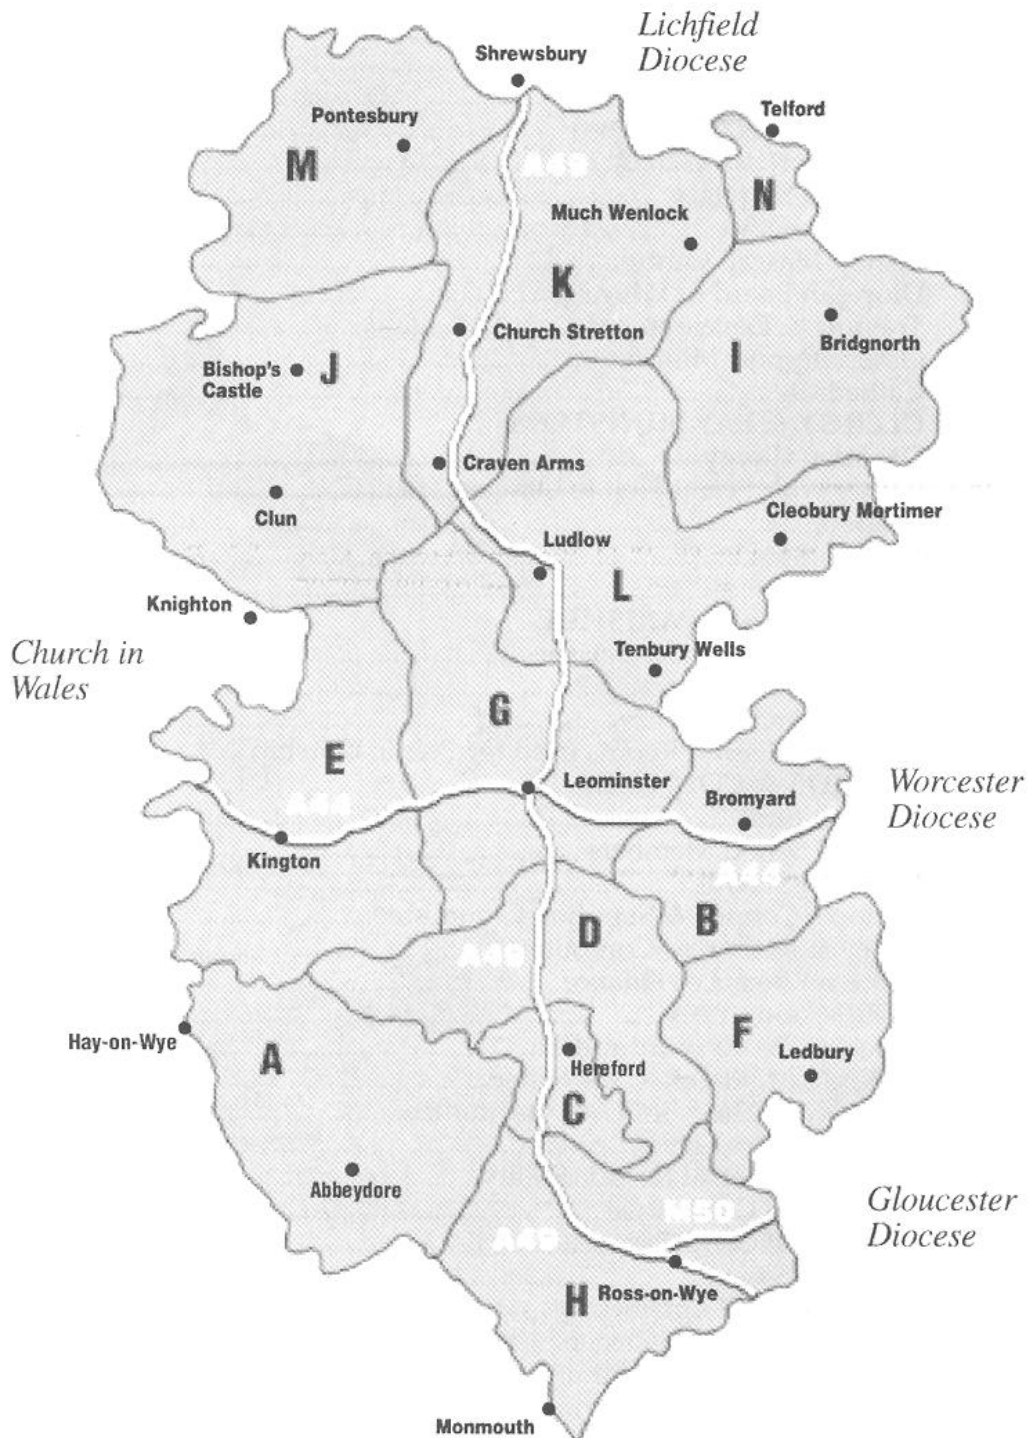 Lichfield
Diocese
Shrewsbury
Telford
Pontesbury
M
A49
N
Much Wenlock
K
Church Stretton
Bridgnorth
I
Bishop's
Castle
J
Craven Arms
Clun
Cleobury Mortimer
Ludlow
L
Knighton
Church in
Wales
Tenbury Wells
G
E
Leominster
Worcester
Diocese
A44
Bromyard
Kington
A44
B
D
A49
Hay-on-Wye
A
F
Ledbury
Hereford
C
Abbeydore
Gloucester
Diocese
M50
A49
H
Ross-on-Wye
Monmouth